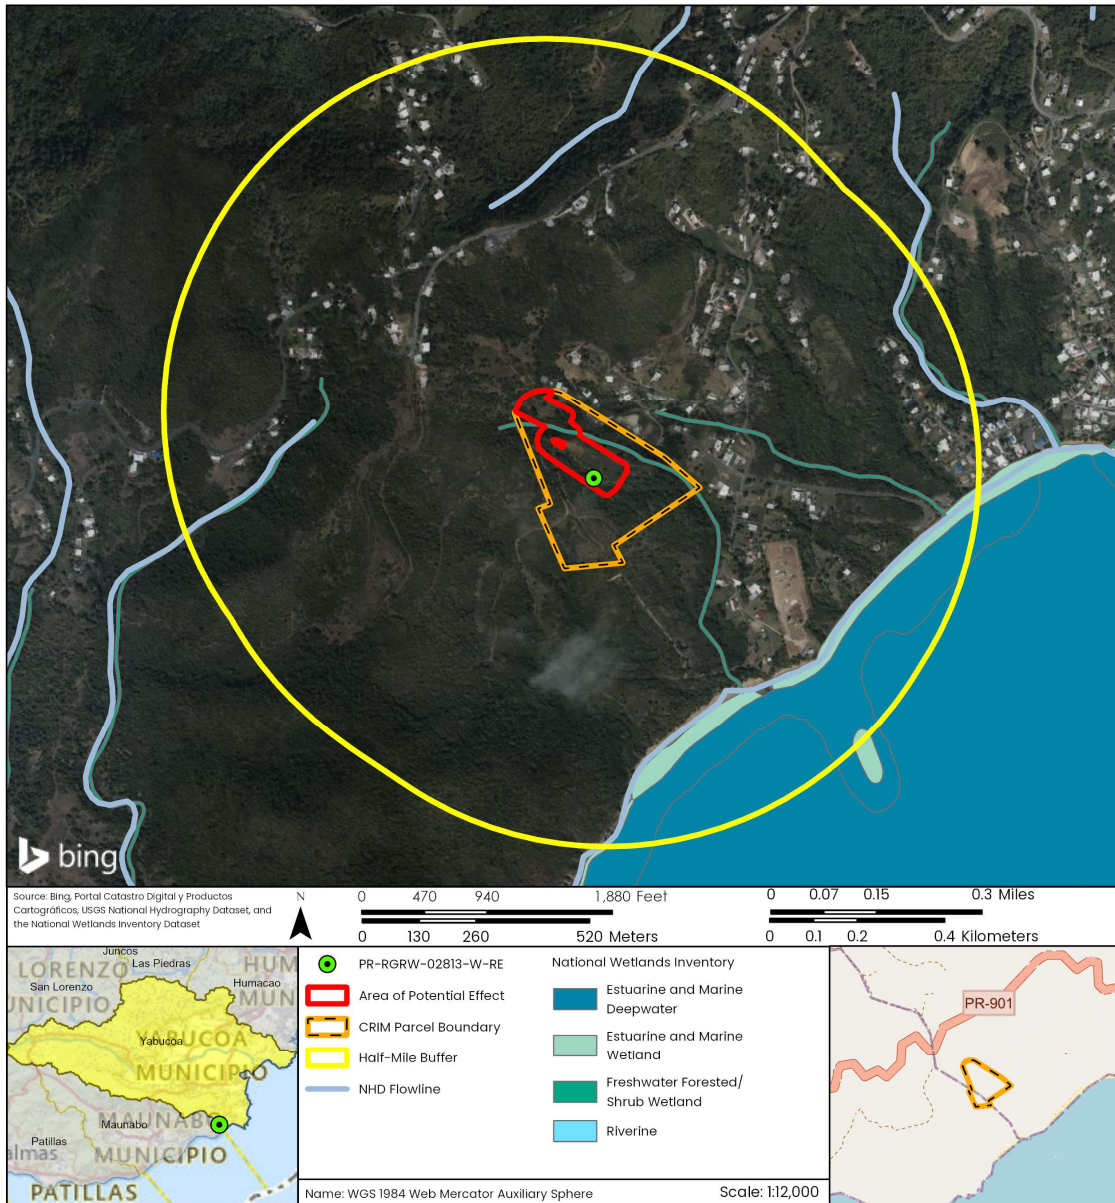 bing
Source: Bing, Portal Catastro Digital y Productos
Cartográficos, USGS National Hydrography Dataset, and
the National Wetlands Inventory Dataset
N
0 470 940 1,880 Feet
0 130 260 520 Meters
0 0.07 0.15 0.3 Miles
0 0.1 0.2 0.4 Kilometers
Juncos
Las Piedras
LORENZO
San Lorenzo
UNICIPIO
HUM
Humacao
MUN
YABUCOA
Yabucoa
MUNICIPIO
MAUNABO
Maunabo
MUNICIPIO
Patillas
almas
PATILLAS
PR-RGRW-02813-W-RE
Area of Potential Effect
CRIM Parcel Boundary
Half-Mile Buffer
NHD Flowline
National Wetlands Inventory
Estuarine and Marine
Deepwater
Estuarine and Marine
Wetland
Freshwater Forested/
Shrub Wetland
Riverine
Name: WGS 1984 Web Mercator Auxiliary Sphere
Scale: 1:12,000
PR-901